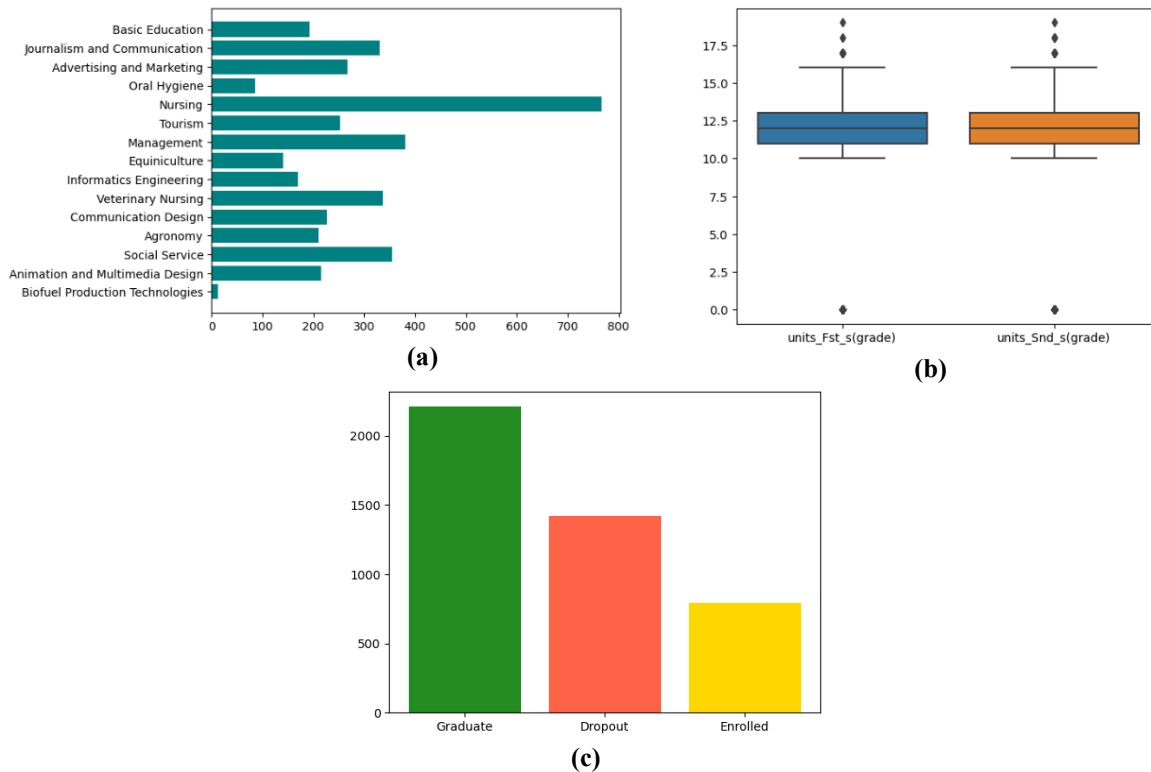 Basic Education
Journalism and Communication
Advertising and Marketing
Oral Hygiene
Nursing
Tourism
Management
Equiniculture
Informatics Engineering
Veterinary Nursing
Communication Design
Agronomy
Social Service
Animation and Multimedia Design
Biofuel Production Technologies
0 100 200 300 400 500 600 700 800
(a)
17.5
15.0
12.5
10.0
7.5
5.0
2.5
0.0
units_Fst_s(grade) units_Snd_s(grade)
(b)
2000
1500
1000
500
0
Graduate Dropout Enrolled
(c)